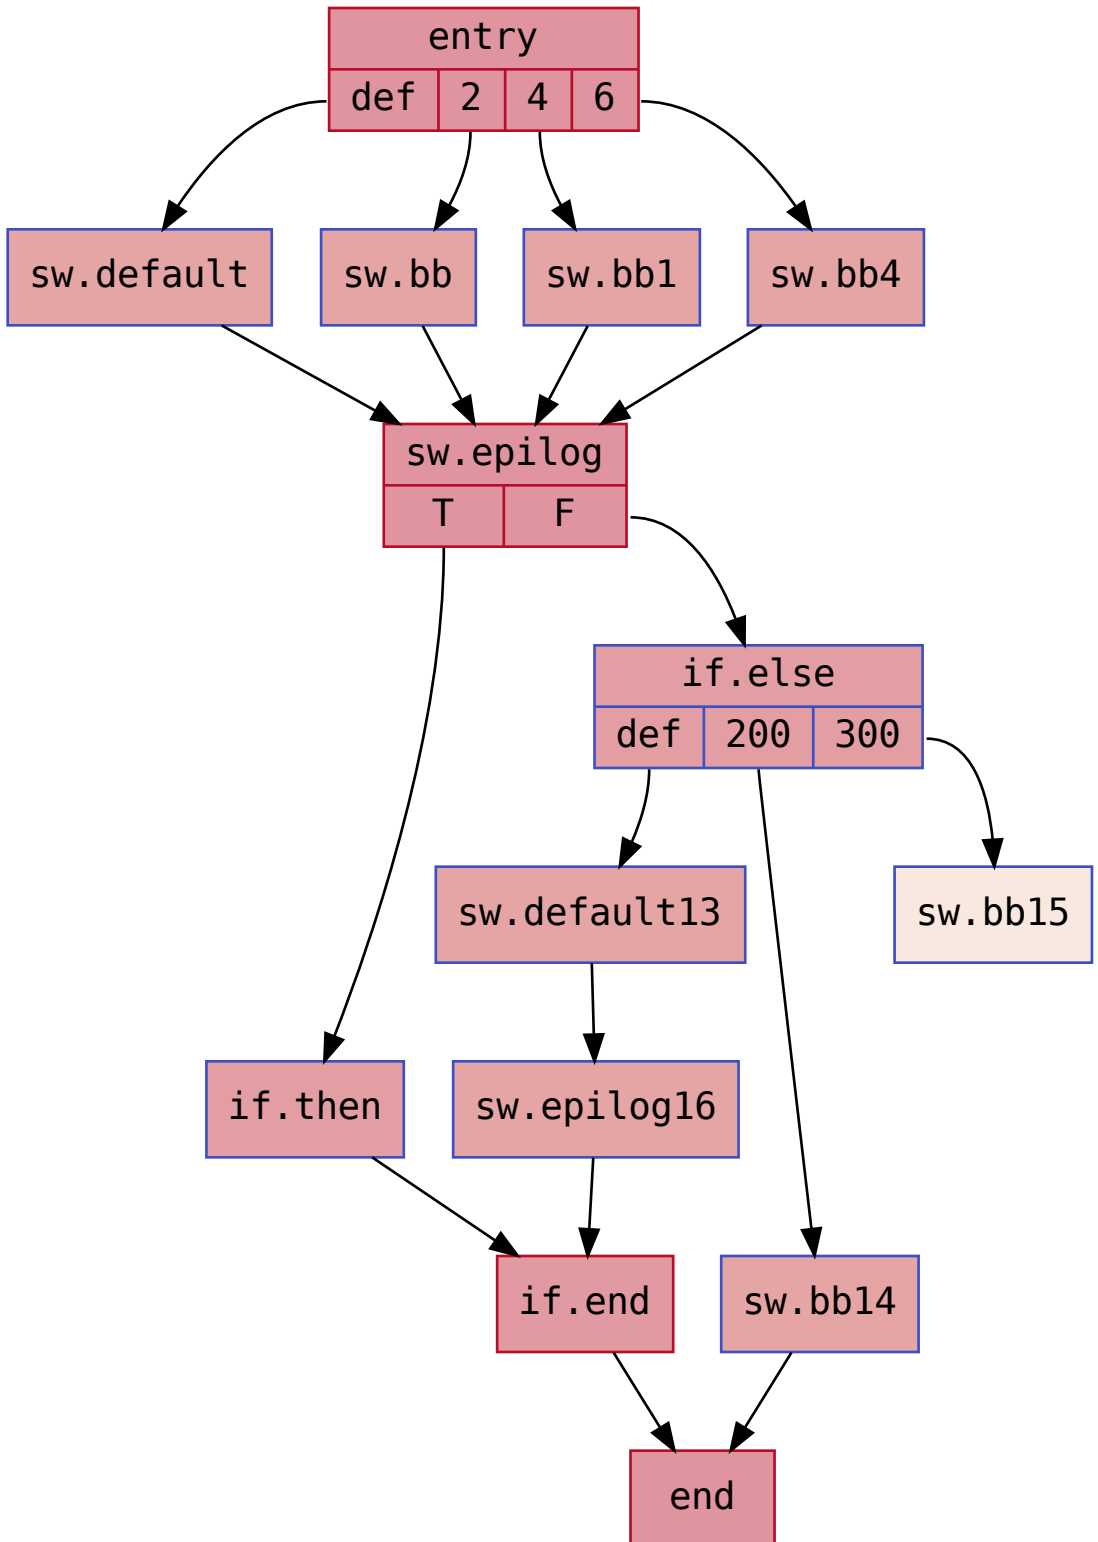 entry
def 2 4 6
sw.default sw.bb sw.bb1 sw.bb4
sw.epilog
T F
if.else
def 200 300
sw.default13 sw.bb15
if.then sw.epilog16
if.end sw.bb14
end